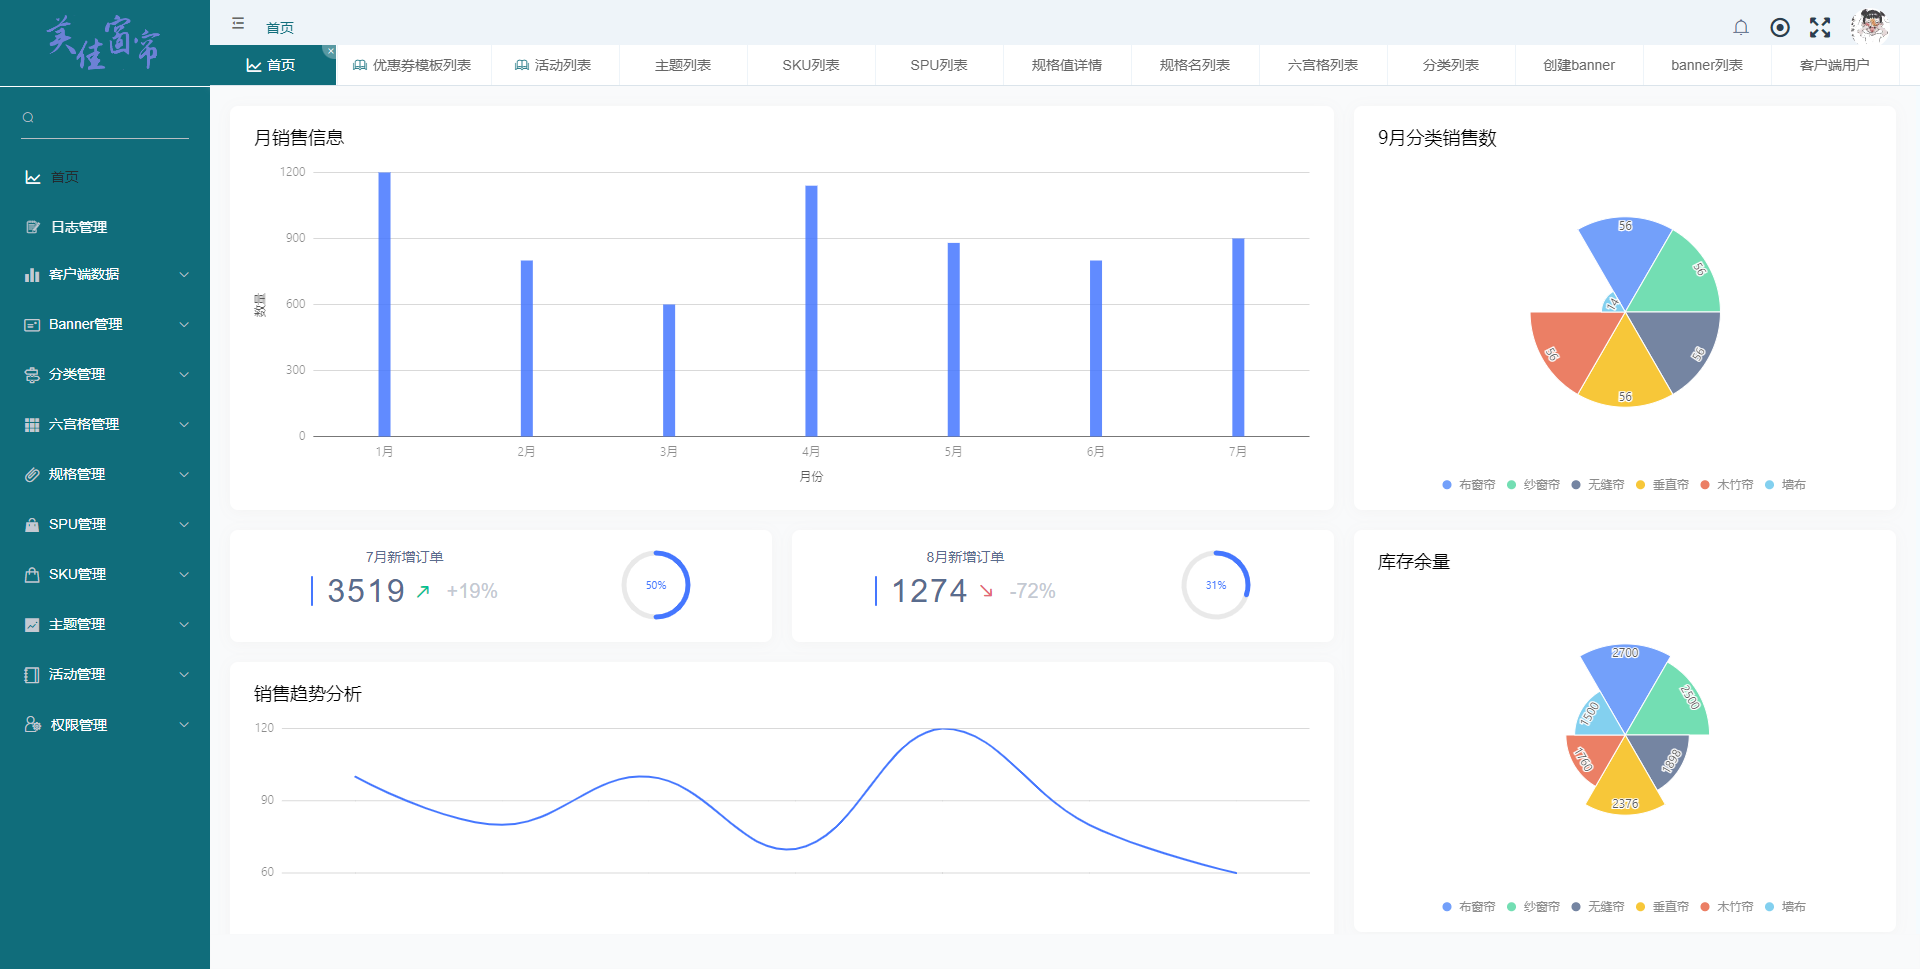 美佳窗帘
首页
首页 优惠券模板列表 活动列表 主题列表 SKU列表 SPU列表 规格值详情 规格名列表 六宫格列表 分类列表 创建banner banner列表 客户端用户
首页
日志管理
客户端数据
Banner管理
分类管理
六宫格管理
规格管理
SPU管理
SKU管理
主题管理
活动管理
权限管理
月销售信息
1200
900
600
300
0
数量
1月 2月 3月 4月 5月 6月 7月
月份
9月分类销售数
56
56
56
56
56
14
布窗帘 纱窗帘 无缝帘 垂直帘 木竹帘 墙布
7月新增订单
3519 +19%
50%
8月新增订单
1274 -72%
31%
销售趋势分析
120
90
60
库存余量
2700
2500
1898
2376
1760
1500
布窗帘 纱窗帘 无缝帘 垂直帘 木竹帘 墙布